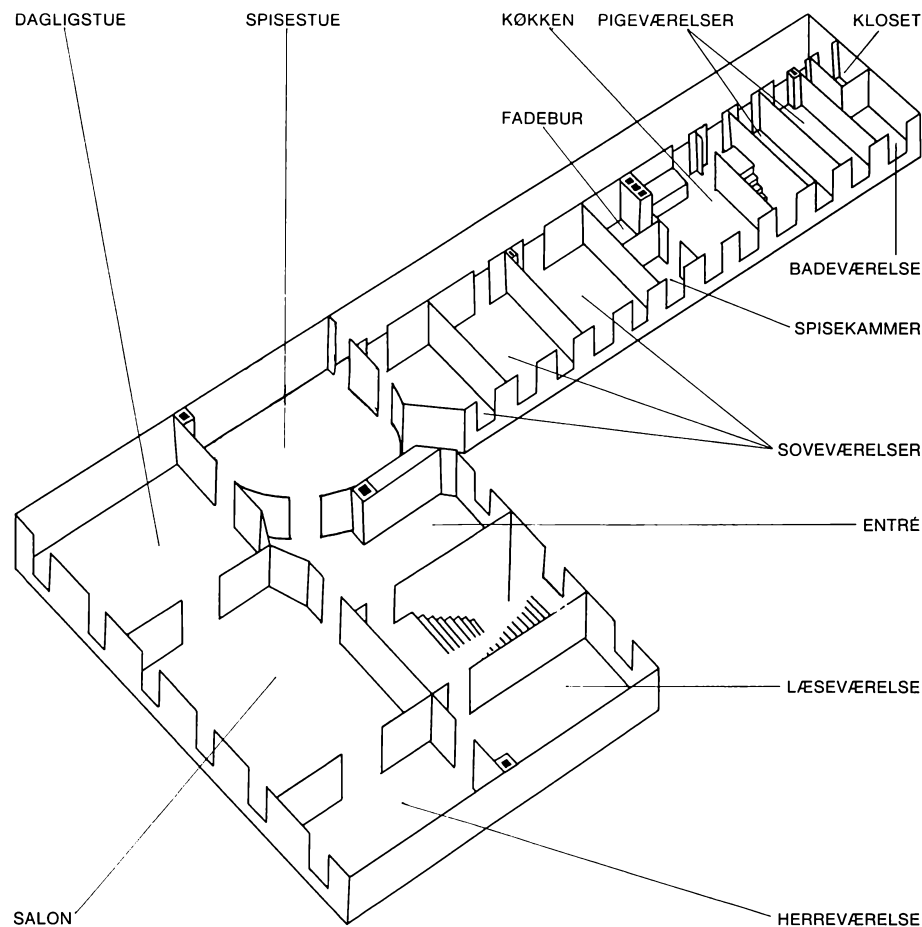 DAGLIGSTUE
SPISESTUE
KØKKEN
PIGEVÆRELSER
KLOSET
FADEBUR
BADEVÆRELSE
SPISEKAMMER
SOVEVÆRELSER
ENTRÉ
LÆSEVÆRELSE
SALON
HERREVÆRELSE